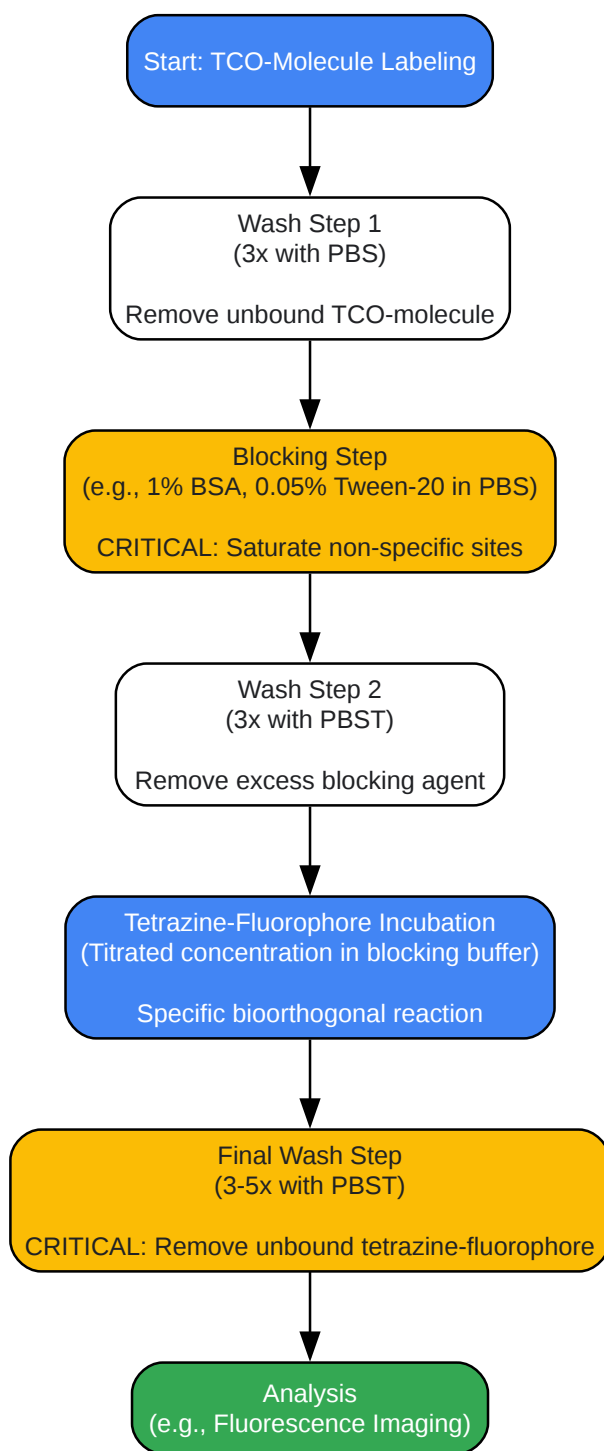 Start: TCO-Molecule Labeling
Wash Step 1
(3x with PBS)
Remove unbound TCO-molecule
Blocking Step
(e.g., 1% BSA, 0.05% Tween-20 in PBS)
CRITICAL: Saturate non-specific sites
Wash Step 2
(3x with PBST)
Remove excess blocking agent
Tetrazine-Fluorophore Incubation
(Titrated concentration in blocking buffer)
Specific bioorthogonal reaction
Final Wash Step
(3-5x with PBST)
CRITICAL: Remove unbound tetrazine-fluorophore
Analysis
(e.g., Fluorescence Imaging)